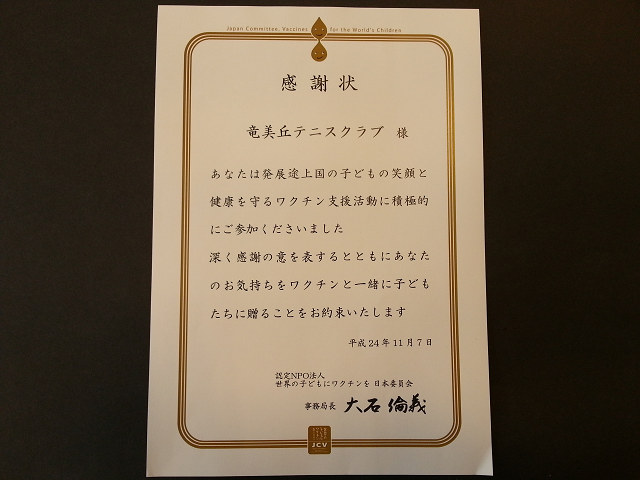 Japan Committee, Vaccines for the World's Children
感謝状
竜美丘テニスクラブ 様
あなたは発展途上国の子どもの笑顔と
健康を守るワクチン支援活動に積極的
にご参加くださいました
深く感謝の意を表するとともにあなた
のお気持ちをワクチンと一緒に子ども
たちに贈ることをお約束いたします
平成24年11月7日
認定NPO法人
世界の子どもにワクチンを 日本委員会
事務局長 大石倫義
JCV